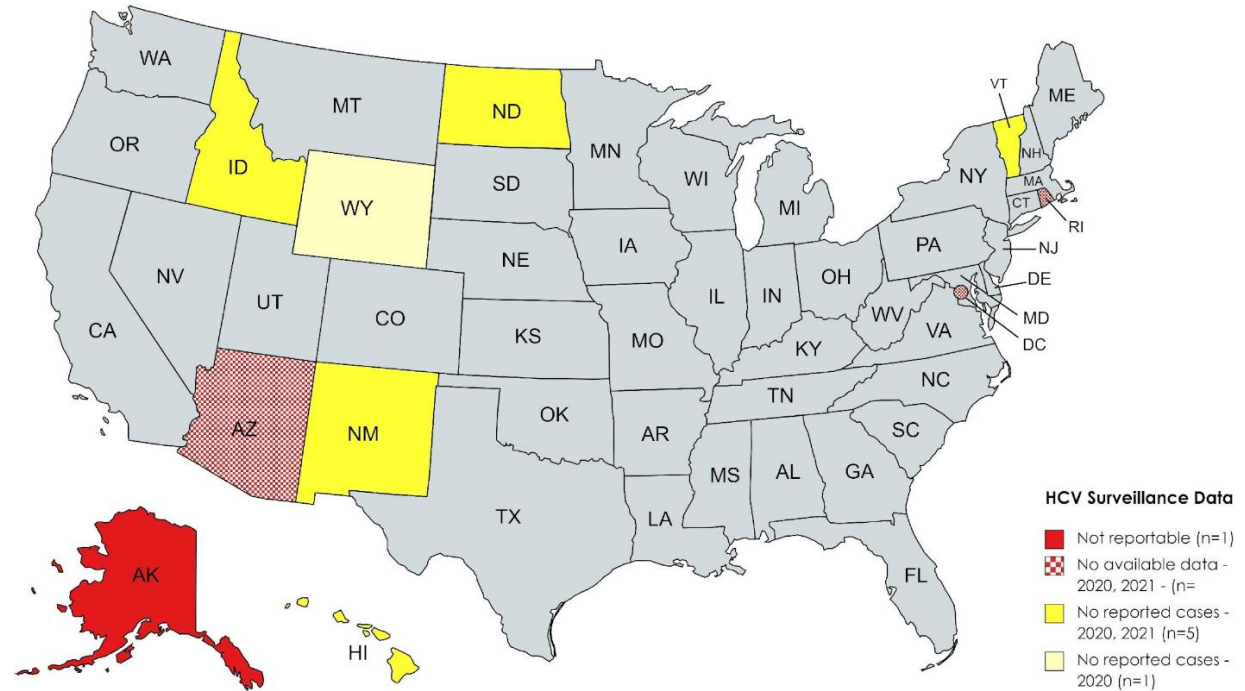 WA
MT
ND
MN
VT
ME
OR
ID
SD
WI
NY
NH
MA
WY
MI
CT
RI
IA
PA
NJ
NE
NV
OH
DE
UT
IL
IN
CA
CO
WV
MD
KS
MO
VA
DC
KY
NC
TN
OK
AZ
NM
AR
SC
MS
AL
GA
TX
LA
FL
AK
HI
HCV Surveillance Data
Not reportable (n=1)
No available data -
2020, 2021 - (n=
No reported cases -
2020, 2021 (n=5)
No reported cases -
2020 (n=1)